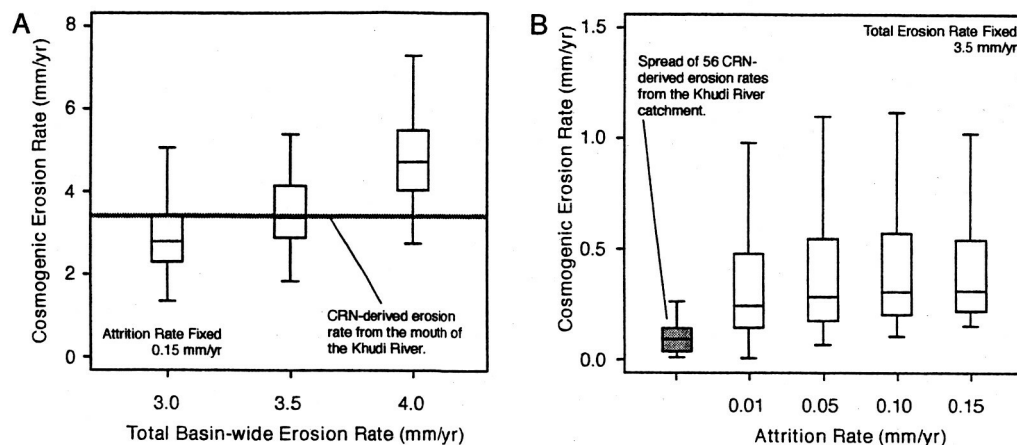 A
Cosmogenic Erosion Rate (mm/yr)
8
6
4
2
0
Attrition Rate Fixed
0.15 mm/yr
CRN-derived erosion
rate from the mouth of
the Khudi River.
3.0 3.5 4.0
Total Basin-wide Erosion Rate (mm/yr)
B
Cosmogenic Erosion Rate (mm/yr)
1.5
1.0
0.5
0.0
Total Erosion Rate Fixed
3.5 mm/yr
Spread of 56 CRN-
derived erosion rates
from the Khudi River
catchment.
0.01 0.05 0.10 0.15
Attrition Rate (mm/yr)